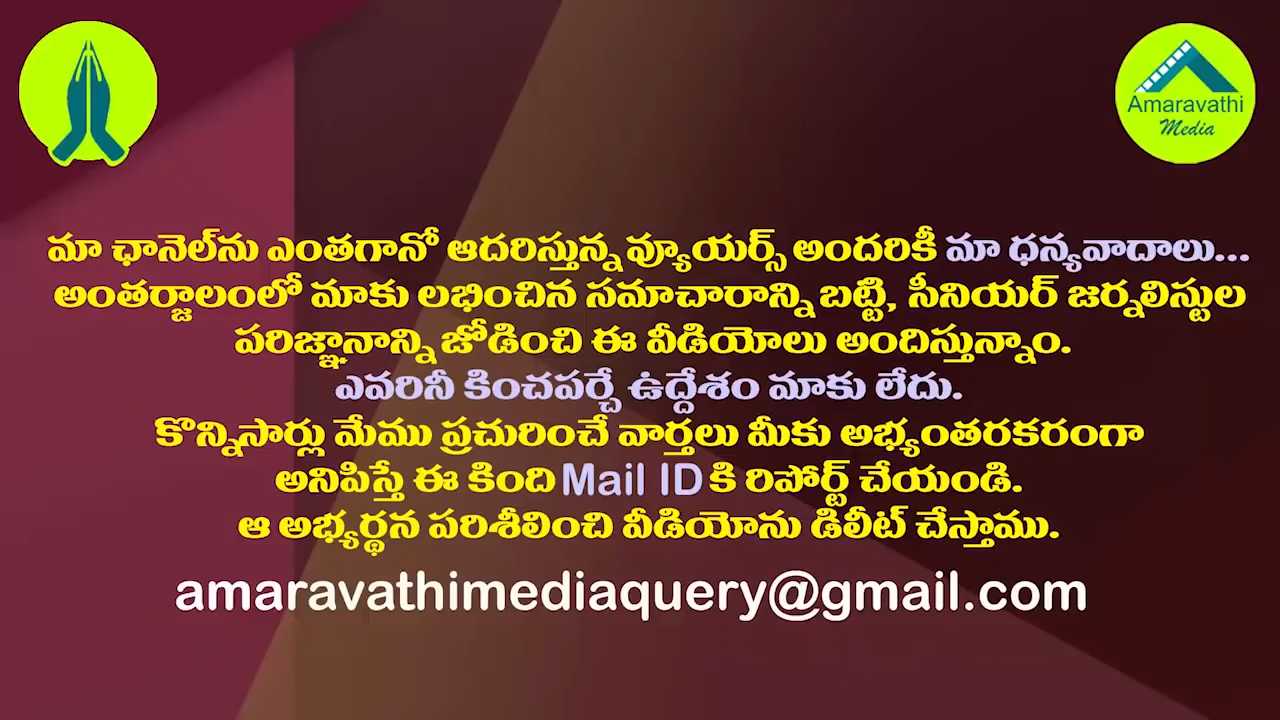 Amaravathi
Media
మా ఛానెల్‌ను ఎంతగానో ఆదరిస్తున్న వ్యూయర్స్ అందరికీ మా ధన్యవాదాలు...
అంతర్జాలంలో మాకు లభించిన సమాచారాన్ని బట్టి, సీనియర్ జర్నలిస్టుల
పరిజ్ఞానాన్ని జోడించి ఈ వీడియోలు అందిస్తున్నాం.
ఎవరినీ కించపర్చే ఉద్దేశం మాకు లేదు.
కొన్నిసార్లు మేము ప్రచురించే వార్తలు మీకు అభ్యంతరకరంగా
అనిపిస్తే ఈ కింది Mail ID కి రిపోర్ట్ చేయండి.
ఆ అభ్యర్థన పరిశీలించి వీడియోను డిలీట్ చేస్తాము.
amaravathimediaquery@gmail.com